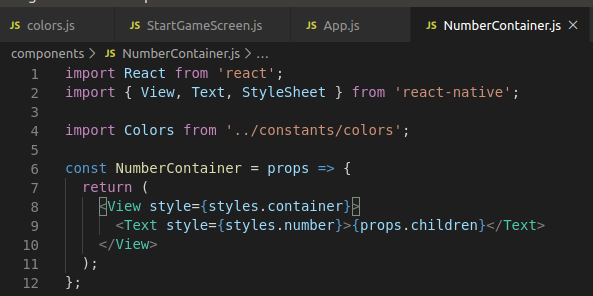 JS colors.js JS StartGameScreen.js JS App.js JS NumberContainer.js ×
components > JS NumberContainer.js > ...
1 import React from 'react';
2 import { View, Text, StyleSheet } from 'react-native';
3
4 import Colors from '../constants/colors';
5
6 const NumberContainer = props => {
7 return (
8 <View style={styles.container}>
9 <Text style={styles.number}>{props.children}</Text>
10 </View>
11 );
12 };